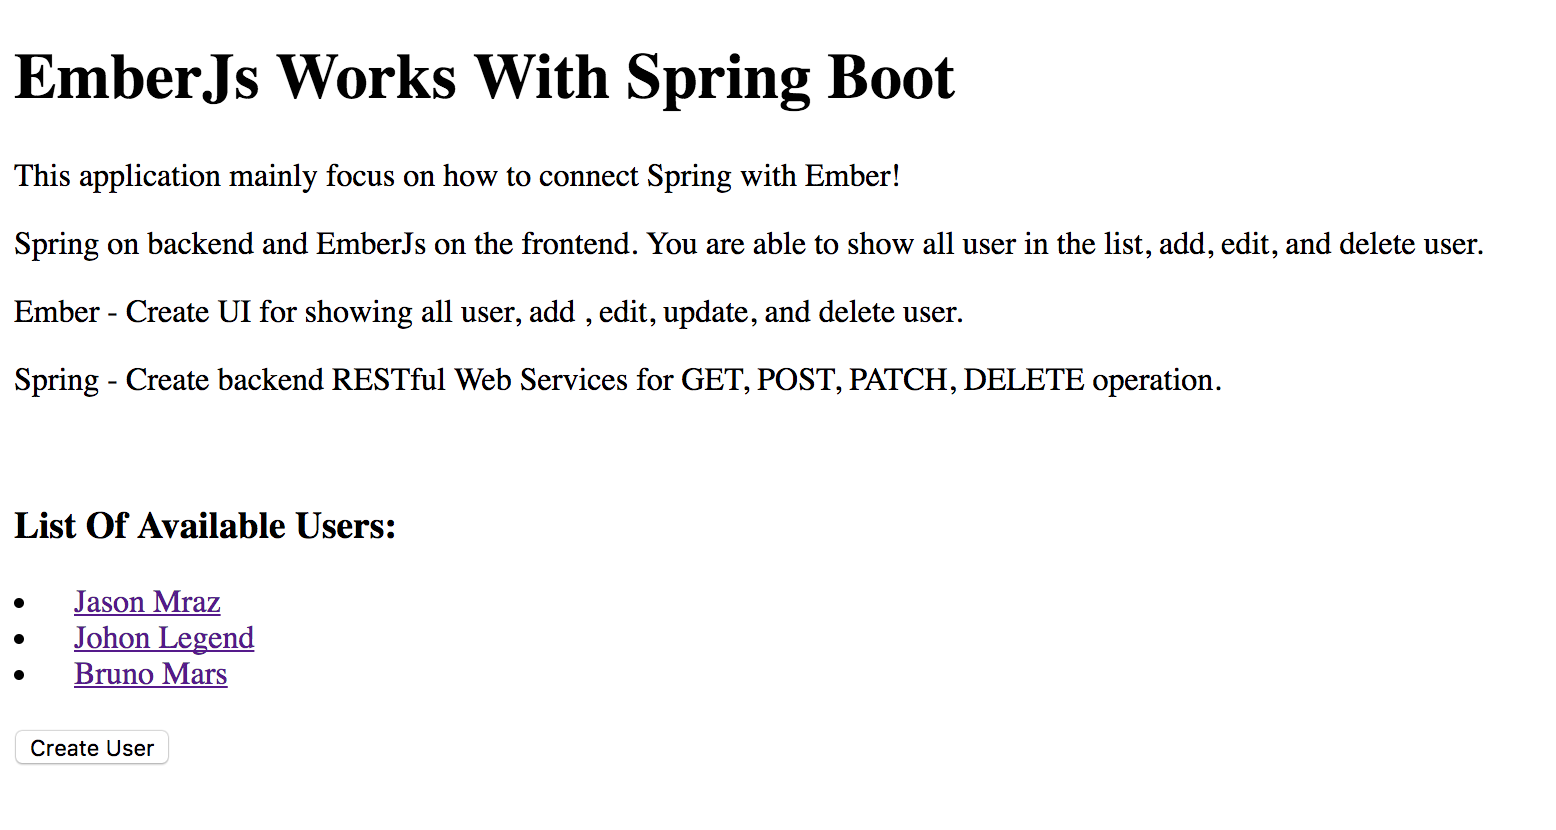 EmberJs Works With Spring Boot
This application mainly focus on how to connect Spring with Ember!
Spring on backend and EmberJs on the frontend. You are able to show all user in the list, add, edit, and delete user.
Ember - Create UI for showing all user, add , edit, update, and delete user.
Spring - Create backend RESTful Web Services for GET, POST, PATCH, DELETE operation.
List Of Available Users:
• Jason Mraz
• Johon Legend
• Bruno Mars
Create User